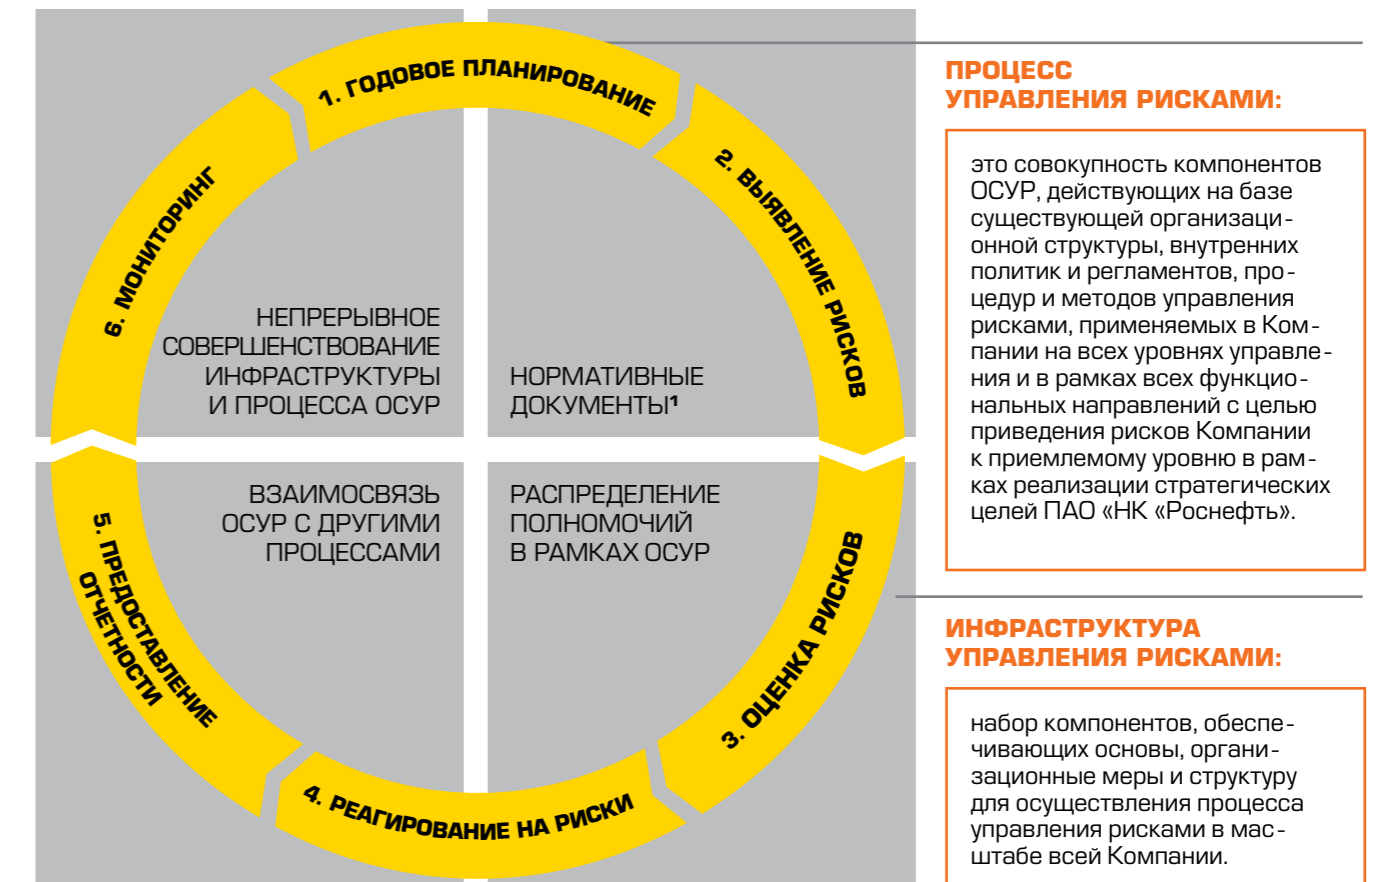 1. ГОДОВОЕ ПЛАНИРОВАНИЕ
2. ВЫЯВЛЕНИЕ РИСКОВ
3. ОЦЕНКА РИСКОВ
4. РЕАГИРОВАНИЕ НА РИСКИ
5. ПРЕДОСТАВЛЕНИЕ
ОТЧЕТНОСТИ
6. МОНИТОРИНГ
НЕПРЕРЫВНОЕ
СОВЕРШЕНСТВОВАНИЕ
ИНФРАСТРУКТУРЫ
И ПРОЦЕССА ОСУР
НОРМАТИВНЫЕ
ДОКУМЕНТЫ¹
ВЗАИМОСВЯЗЬ
ОСУР С ДРУГИМИ
ПРОЦЕССАМИ
РАСПРЕДЕЛЕНИЕ
ПОЛНОМОЧИЙ
В РАМКАХ ОСУР
ПРОЦЕСС
УПРАВЛЕНИЯ РИСКАМИ:
это совокупность компонентов
ОСУР, действующих на базе
существующей организаци-
онной структуры, внутренних
политик и регламентов, про-
цедур и методов управления
рисками, применяемых в Ком-
пании на всех уровнях управле-
ния и в рамках всех функцио-
нальных направлений с целью
приведения рисков Компании
к приемлемому уровню в рам-
ках реализации стратегических
целей ПАО «НК «Роснефть».
ИНФРАСТРУКТУРА
УПРАВЛЕНИЯ РИСКАМИ:
набор компонентов, обеспе-
чивающих основы, органи-
зационные меры и структуру
для осуществления процесса
управления рисками в мас-
штабе всей Компании.